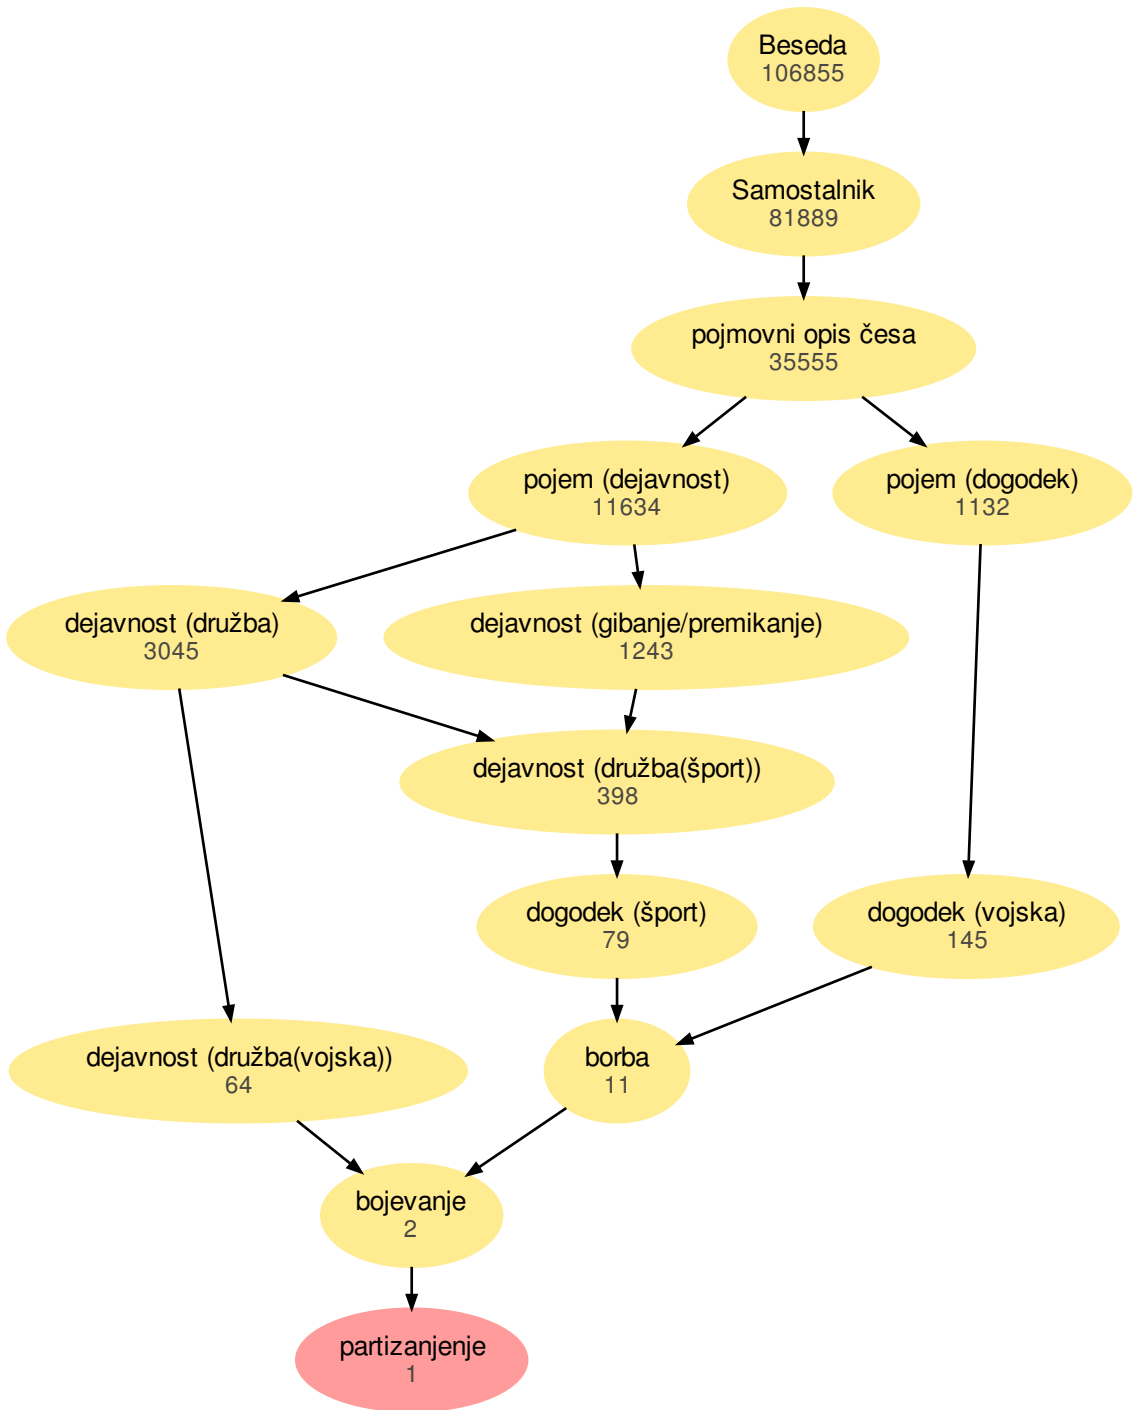 Beseda
106855
Samostalnik
81889
pojmovni opis česa
35555
pojem (dejavnost)
11634
pojem (dogodek)
1132
dejavnost (družba)
3045
dejavnost (gibanje/premikanje)
1243
dejavnost (družba(šport))
398
dogodek (šport)
79
dogodek (vojska)
145
dejavnost (družba(vojska))
64
borba
11
bojevanje
2
partizanjenje
1